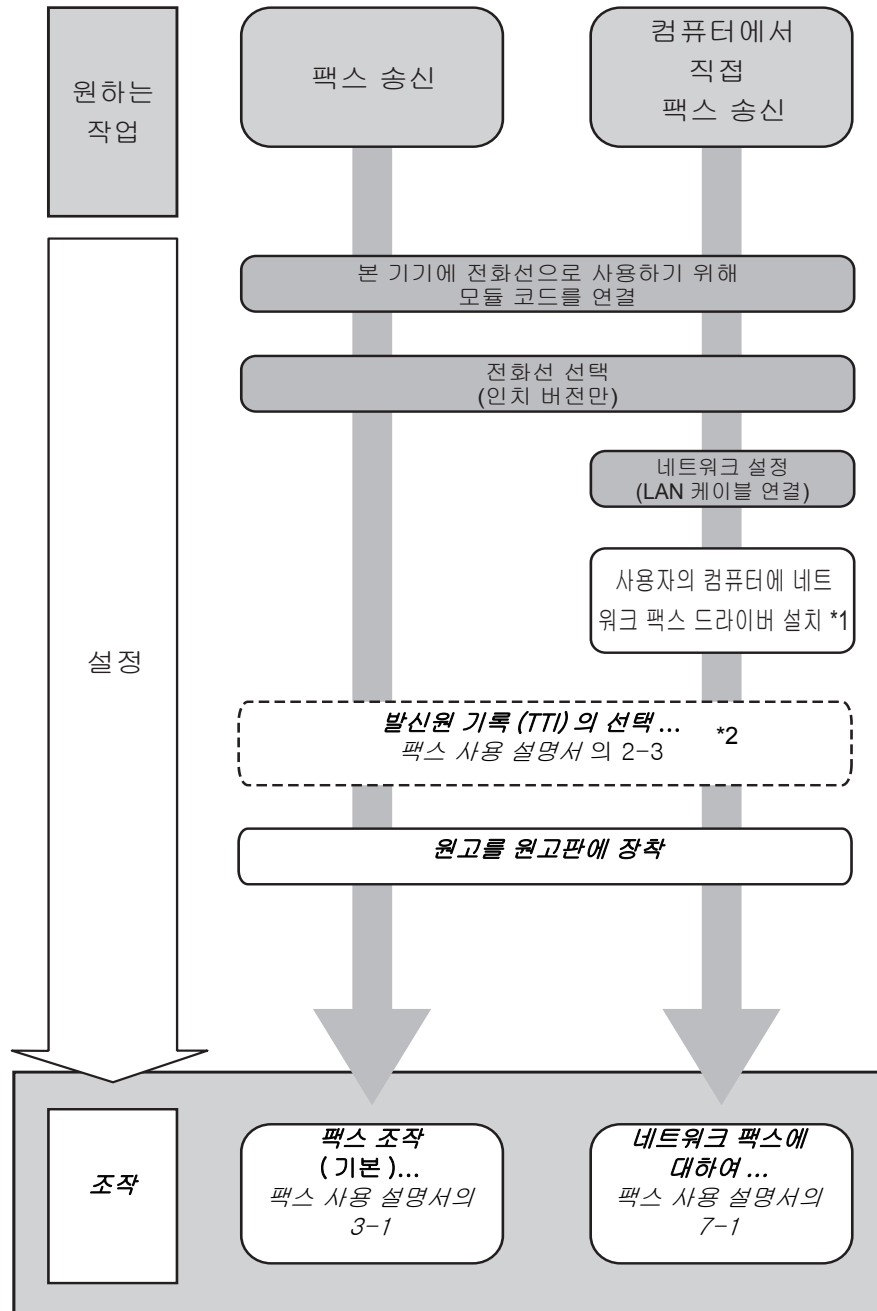 원하는
작업
팩스 송신
컴퓨터에서
직접
팩스 송신
설정
본 기기에 전화선으로 사용하기 위해
모듈 코드를 연결
전화선 선택
(인치 버전만)
네트워크 설정
(LAN 케이블 연결)
사용자의 컴퓨터에 네트
워크 팩스 드라이버 설치 *1
발신원 기록 (TTI) 의 선택 ... *2
팩스 사용 설명서 의 2-3
원고를 원고판에 장착
조작
팩스 조작
( 기본 )...
팩스 사용 설명서의
3-1
네트워크 팩스에
대하여 ...
팩스 사용 설명서의
7-1